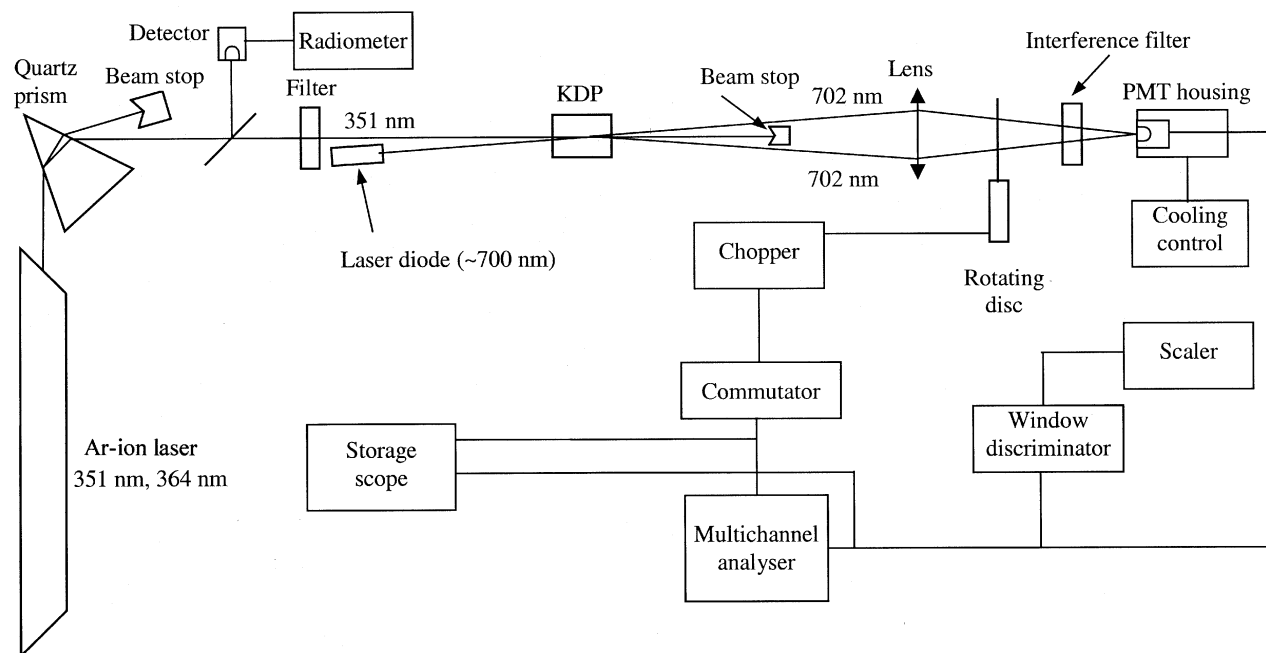 Detector
Radiometer
Quartz
prism
Beam stop
Filter
351 nm
KDP
Beam stop
702 nm
Lens
Interference filter
PMT housing
702 nm
Cooling
control
Laser diode (~700 nm)
Chopper
Rotating
disc
Scaler
Commutator
Window
discriminator
Ar-ion laser
351 nm, 364 nm
Storage
scope
Multichannel
analyser